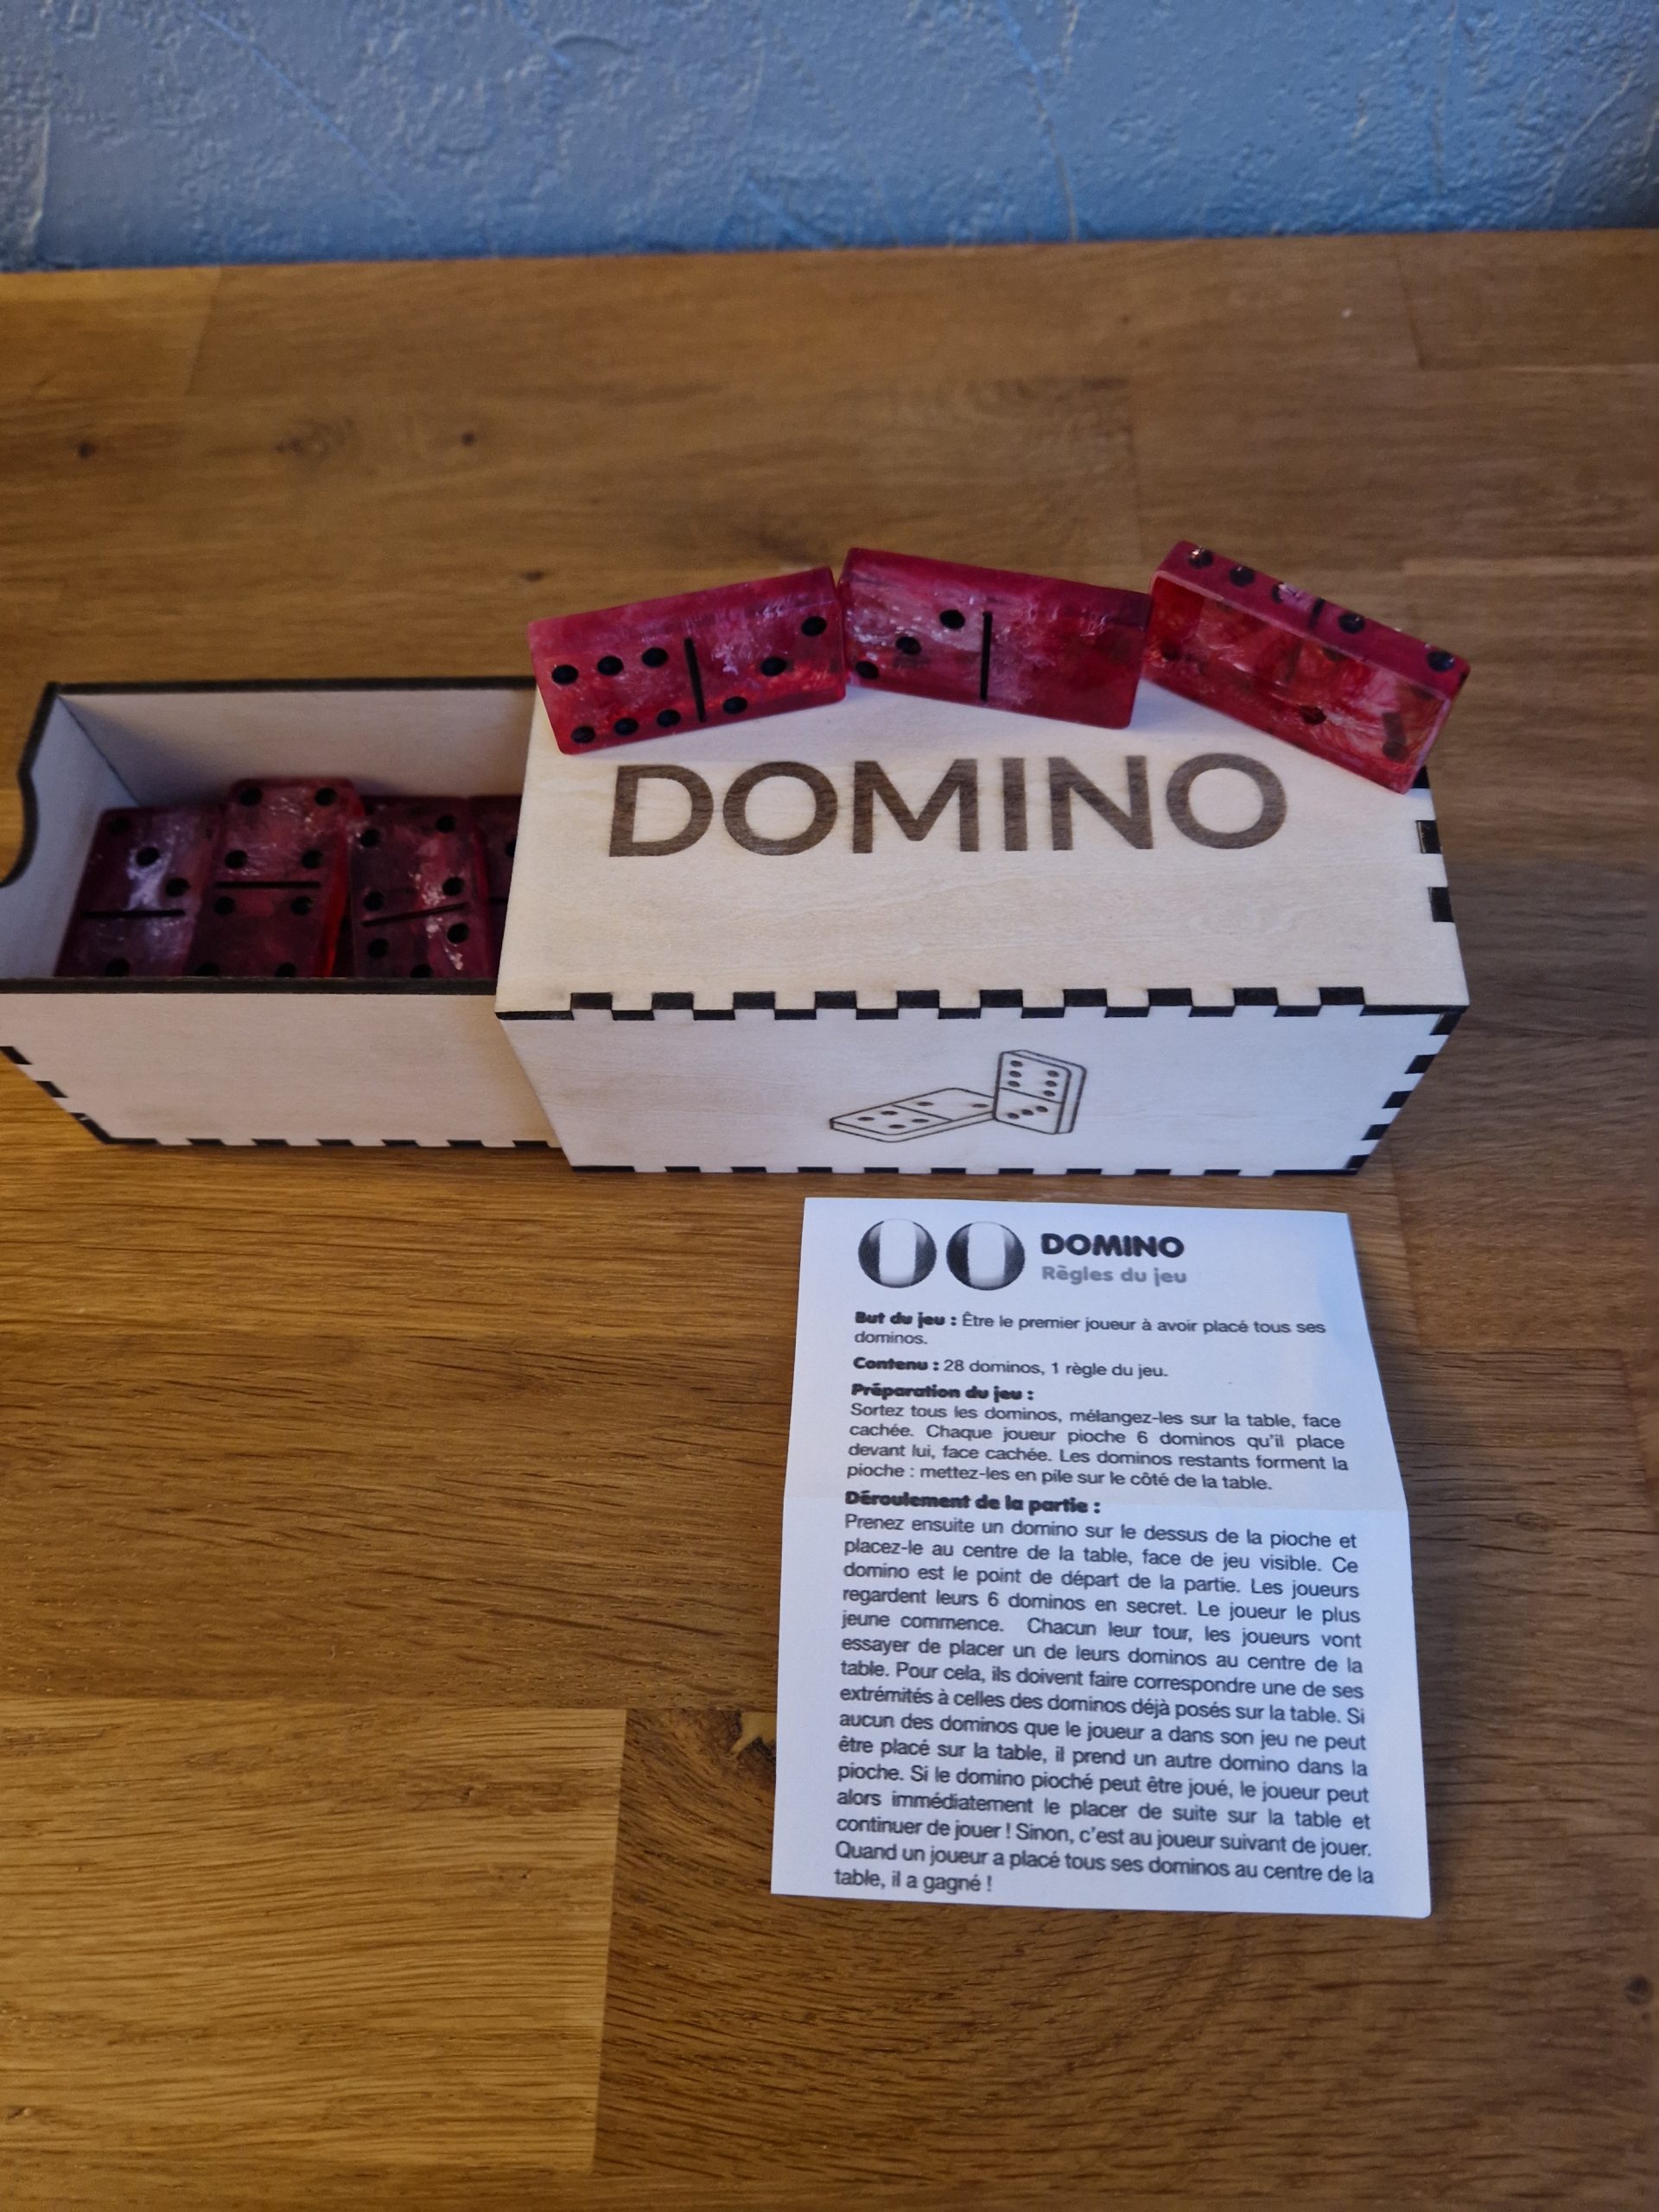 DOMINO
DOMINO
Règles du jeu
But du jeu : Être le premier joueur à avoir placé tous ses
dominos.
Contenu : 28 dominos, 1 règle du jeu.
Préparation du jeu :
Sortez tous les dominos, mélangez-les sur la table, face
cachée. Chaque joueur pioche 6 dominos qu'il place
devant lui, face cachée. Les dominos restants forment la
pioche : mettez-les en pile sur le côté de la table.
Déroulement de la partie :
Prenez ensuite un domino sur le dessus de la pioche et
placez-le au centre de la table, face de jeu visible. Ce
domino est le point de départ de la partie. Les joueurs
regardent leurs 6 dominos en secret. Le joueur le plus
jeune commence. Chacun leur tour, les joueurs vont
essayer de placer un de leurs dominos au centre de la
table. Pour cela, ils doivent faire correspondre une de ses
extrémités à celles des dominos déjà posés sur la table. Si
aucun des dominos que le joueur a dans son jeu ne peut
être placé sur la table, il prend un autre domino dans la
pioche. Si le domino pioché peut être joué, le joueur peut
alors immédiatement le placer de suite sur la table et
continuer de jouer ! Sinon, c'est au joueur suivant de jouer.
Quand un joueur a placé tous ses dominos au centre de la
table, il a gagné !